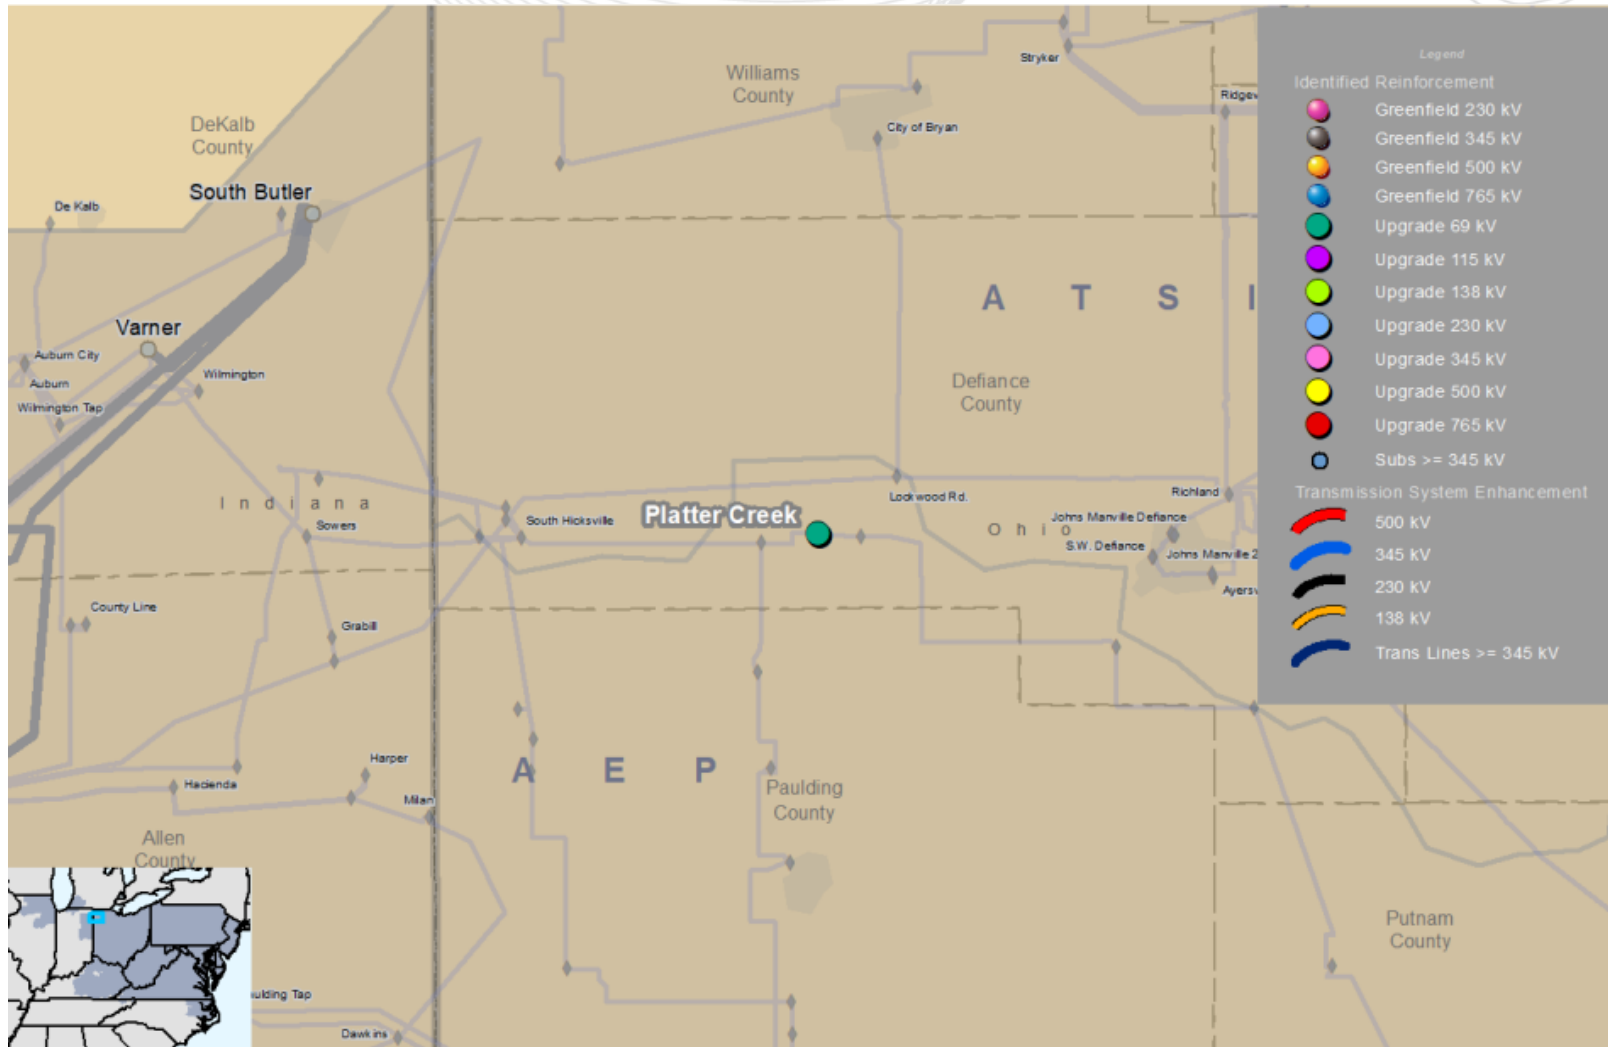 Williams
County
Stryker
City of Bryan
DeKalb
County
South Butler
De Kalb
Varner
Auburn City
Auburn
Wilmington
Wilmington Tap
A T S I
Defiance
County
Indiana
Sowers
South Hicksville
Platter Creek
Lockwood Rd.
Richland
Ohio
Johns Manville Defiance
S.W. Defiance
Johns Manville 2
County Line
Grabill
A E P
Harper
Hacienda
Milan
Paulding
County
Allen
County
Putnam
County
Dawkins
Legend
Identified Reinforcement
Greenfield 230 kV
Greenfield 345 kV
Greenfield 500 kV
Greenfield 765 kV
Upgrade 69 kV
Upgrade 115 kV
Upgrade 138 kV
Upgrade 230 kV
Upgrade 345 kV
Upgrade 500 kV
Upgrade 765 kV
Subs >= 345 kV
Transmission System Enhancement
500 kV
345 kV
230 kV
138 kV
Trans Lines >= 345 kV